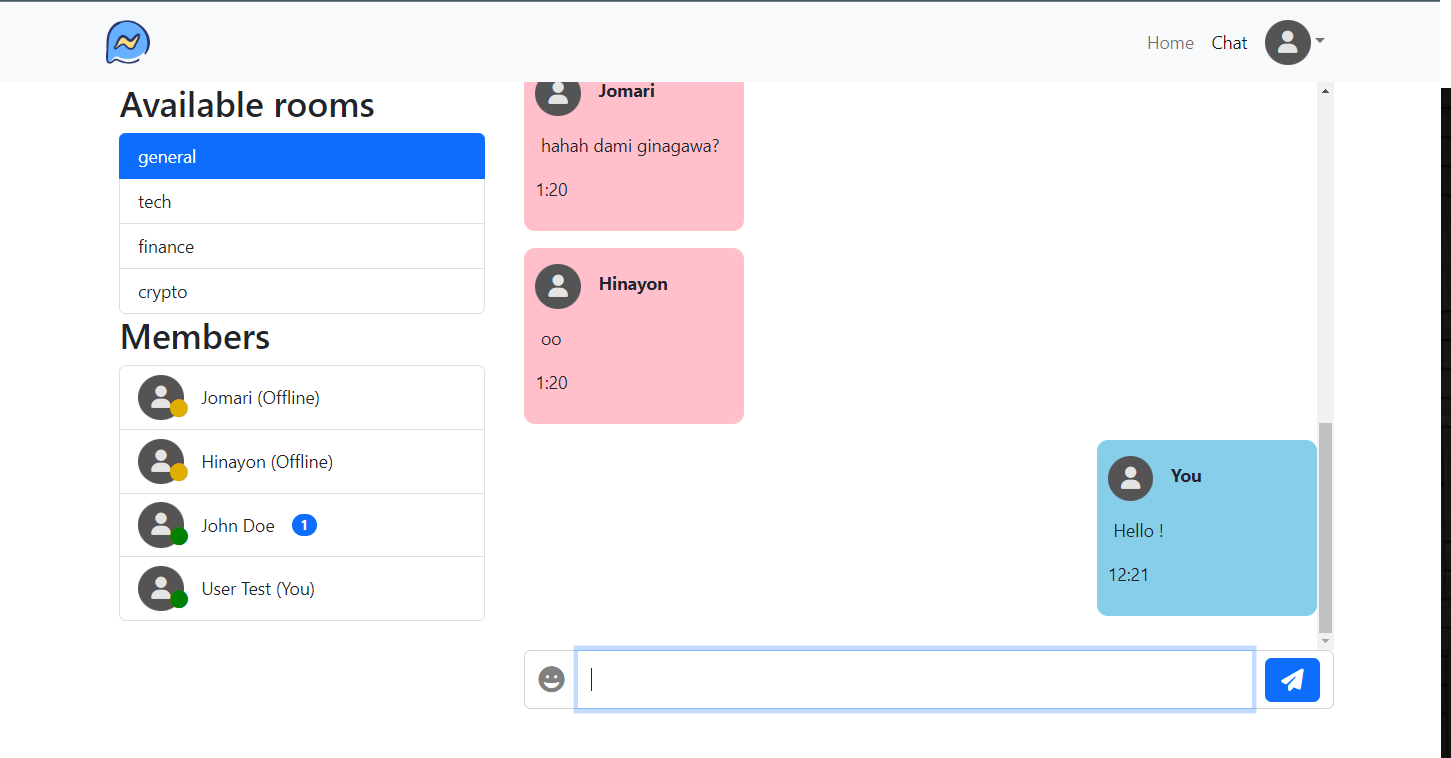 Home Chat
Available rooms
general
tech
finance
crypto
Members
Jomari (Offline)
Hinayon (Offline)
John Doe 1
User Test (You)
Jomari
hahah dami ginagawa?
1:20
Hinayon
oo
1:20
You
Hello !
12:21